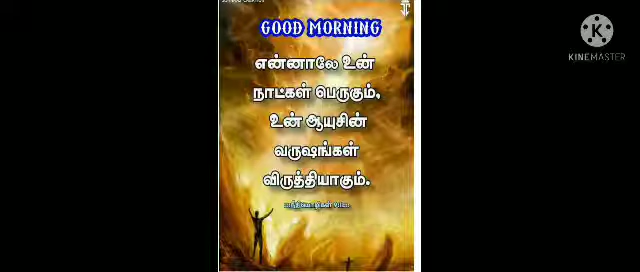 GOOD MORNING
என்னாலே உன்
நாட்கள் பெருகும்,
உன் ஆயுசின்
வருஷங்கள்
விருத்தியாகும்.
KINEMASTER